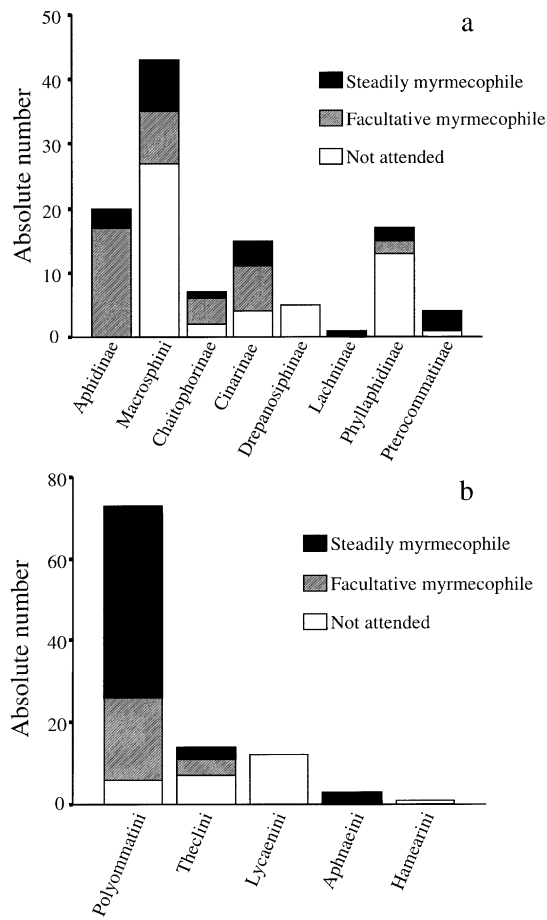 a
50
40
30
20
10
0
Absolute number
Steadily myrmecophile
Facultative myrmecophile
Not attended
Aphidinae
Macrosphini
Chaitophorinae
Cinarinae
Drepanosiphinae
Lachninae
Phyllaphidinae
Pterocommatinae
b
80
60
40
20
0
Absolute number
Steadily myrmecophile
Facultative myrmecophile
Not attended
Polyommatini
Theclini
Lycaenini
Aphnaeini
Hamearini